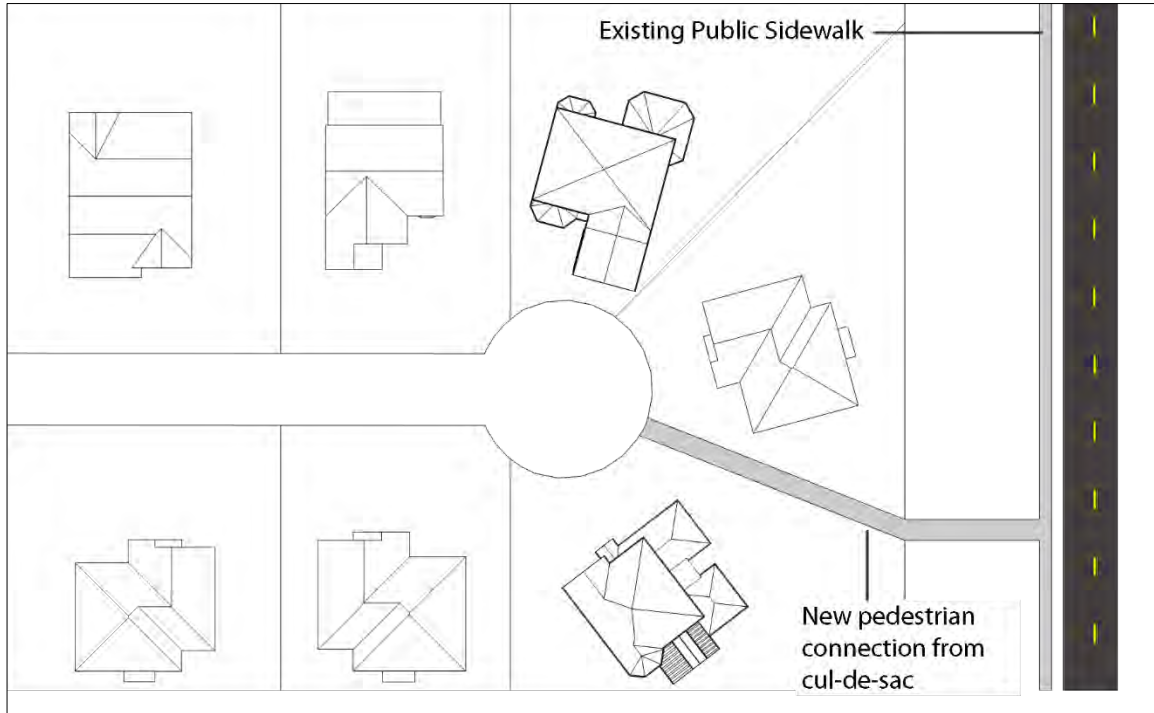 Existing Public Sidewalk
New pedestrian
connection from
cul-de-sac